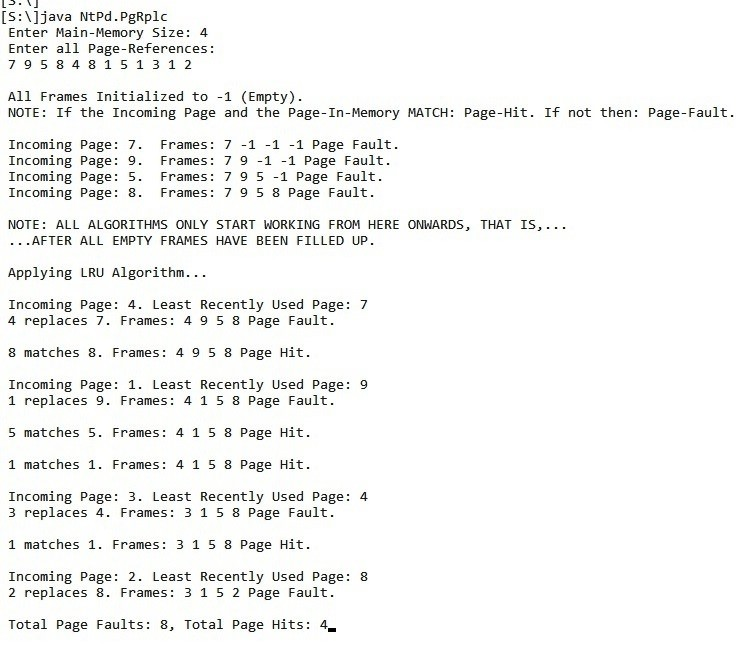 [S:\]
[S:\]java NtPd.PgRplc
Enter Main-Memory Size: 4
Enter all Page-References:
7 9 5 8 4 8 1 5 1 3 1 2
All Frames Initialized to -1 (Empty).
NOTE: If the Incoming Page and the Page-In-Memory MATCH: Page-Hit. If not then: Page-Fault.
Incoming Page: 7.  Frames: 7 -1 -1 -1 Page Fault.
Incoming Page: 9.  Frames: 7 9 -1 -1 Page Fault.
Incoming Page: 5.  Frames: 7 9 5 -1 Page Fault.
Incoming Page: 8.  Frames: 7 9 5 8 Page Fault.
NOTE: ALL ALGORITHMS ONLY START WORKING FROM HERE ONWARDS, THAT IS,...
...AFTER ALL EMPTY FRAMES HAVE BEEN FILLED UP.
Applying LRU Algorithm...
Incoming Page: 4. Least Recently Used Page: 7
4 replaces 7. Frames: 4 9 5 8 Page Fault.
8 matches 8. Frames: 4 9 5 8 Page Hit.
Incoming Page: 1. Least Recently Used Page: 9
1 replaces 9. Frames: 4 1 5 8 Page Fault.
5 matches 5. Frames: 4 1 5 8 Page Hit.
1 matches 1. Frames: 4 1 5 8 Page Hit.
Incoming Page: 3. Least Recently Used Page: 4
3 replaces 4. Frames: 3 1 5 8 Page Fault.
1 matches 1. Frames: 3 1 5 8 Page Hit.
Incoming Page: 2. Least Recently Used Page: 8
2 replaces 8. Frames: 3 1 5 2 Page Fault.
Total Page Faults: 8, Total Page Hits: 4